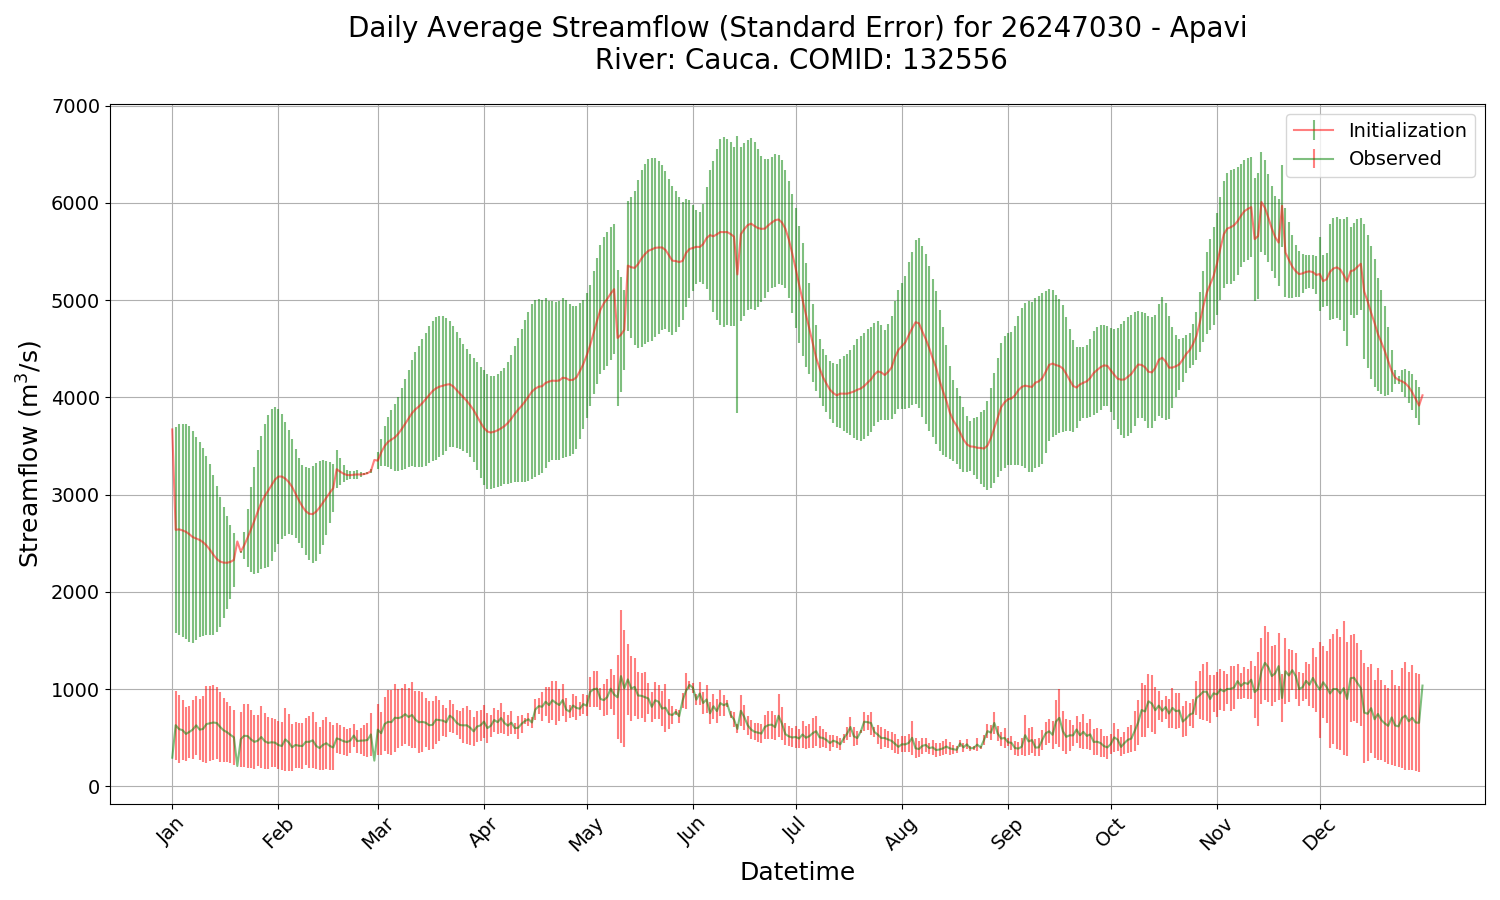 Daily Average Streamflow (Standard Error) for 26247030 - Apavi
River: Cauca. COMID: 132556
Initialization
Observed
Streamflow (m³/s)
7000
6000
5000
4000
3000
2000
1000
0
Jan
Feb
Mar
Apr
May
Jun
Jul
Aug
Sep
Oct
Nov
Dec
Datetime